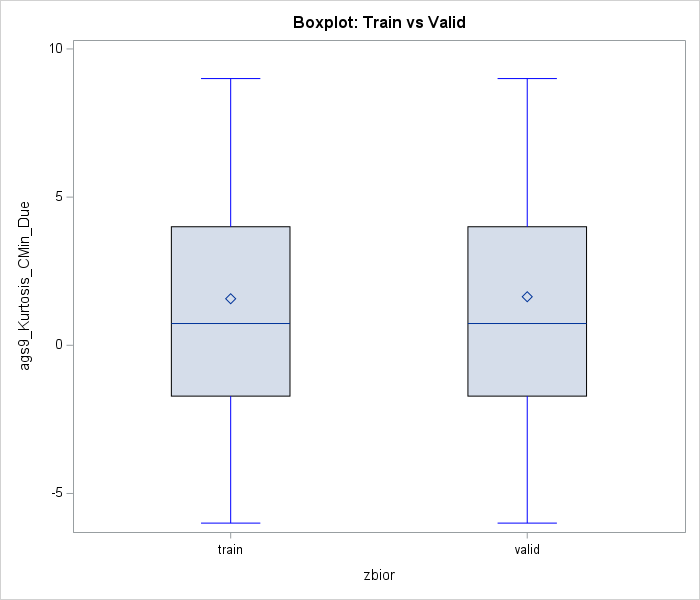 Boxplot: Train vs Valid
10
5
0
-5
ags9_Kurtosis_CMin_Due
train
valid
zbior